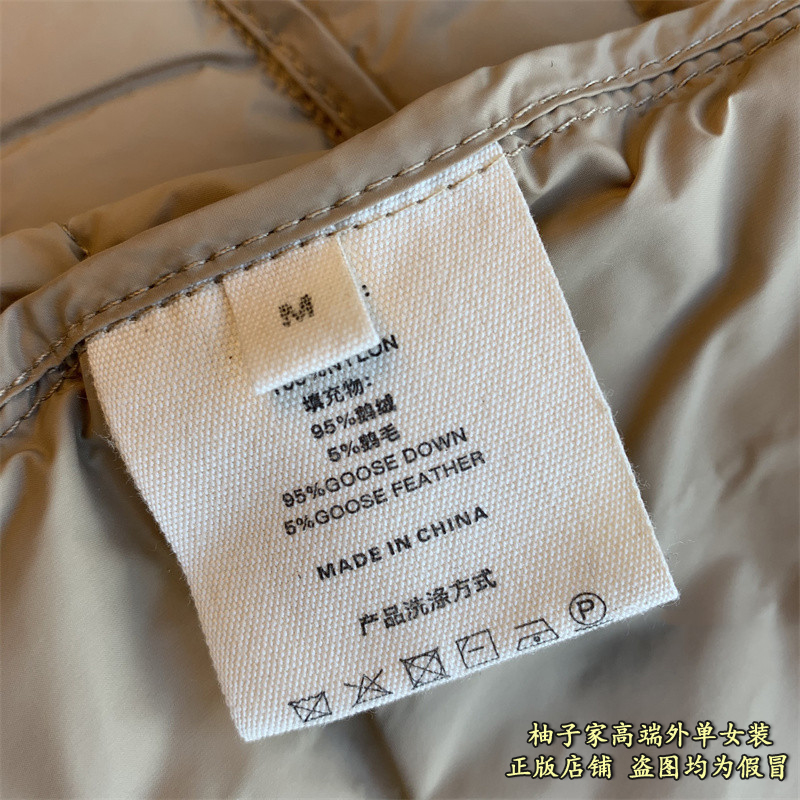 M
100%NYLON
填充物:
95%鹅绒
5%鹅毛
95%GOOSE DOWN
5%GOOSE FEATHER
MADE IN CHINA
产品洗涤方式
P
柚子家高端外单女装
正版店铺 盗图均为假冒